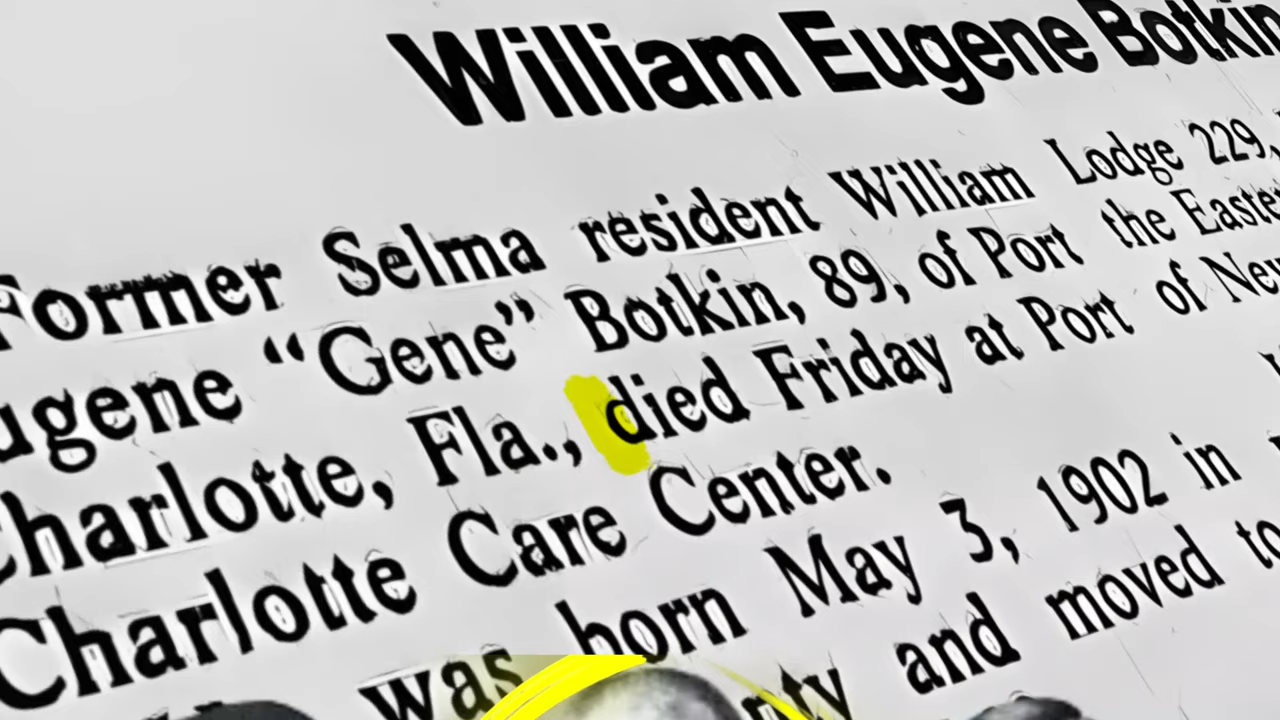 William Eugene Botkin
Former Selma resident William
Eugene "Gene" Botkin, 89, of Port
Charlotte, Fla., died Friday at Port
Charlotte Care Center.
was born May 3, 1902 in
and moved to
Lodge 229,
the Easte
of Nev